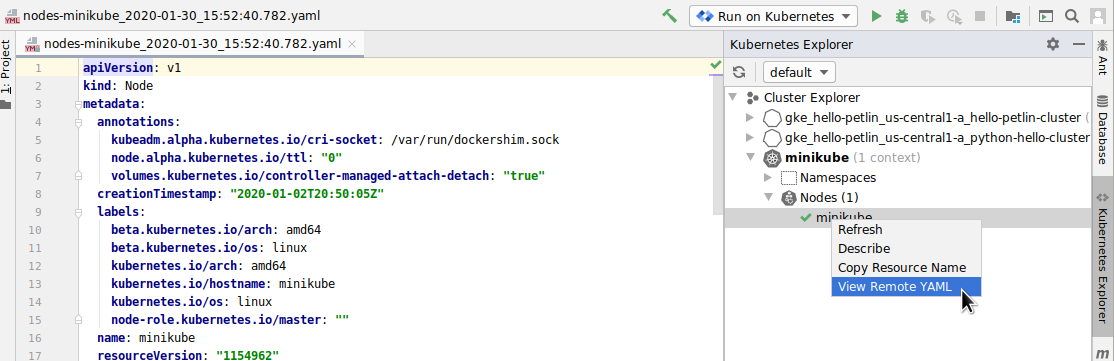 nodes-minikube_2020-01-30_15:52:40.782.yaml
Run on Kubernetes
1: Project
nodes-minikube_2020-01-30_15:52:40.782.yaml
1 apiVersion: v1
2 kind: Node
3 metadata:
4 annotations:
5 kubeadm.alpha.kubernetes.io/cri-socket: /var/run/dockershim.sock
6 node.alpha.kubernetes.io/ttl: "0"
7 volumes.kubernetes.io/controller-managed-attach-detach: "true"
8 creationTimestamp: "2020-01-02T20:50:05Z"
9 labels:
10 beta.kubernetes.io/arch: amd64
11 beta.kubernetes.io/os: linux
12 kubernetes.io/arch: amd64
13 kubernetes.io/hostname: minikube
14 kubernetes.io/os: linux
15 node-role.kubernetes.io/master: ""
16 name: minikube
17 resourceVersion: "1154962"
Kubernetes Explorer
default
Cluster Explorer
gke_hello-petlin_us-central1-a_hello-petlin-cluster (
gke_hello-petlin_us-central1-a_python-hello-cluster
minikube (1 context)
Namespaces
Nodes (1)
minikube
Refresh
Describe
Copy Resource Name
View Remote YAML
Ant
Database
Kubernetes Explorer
m